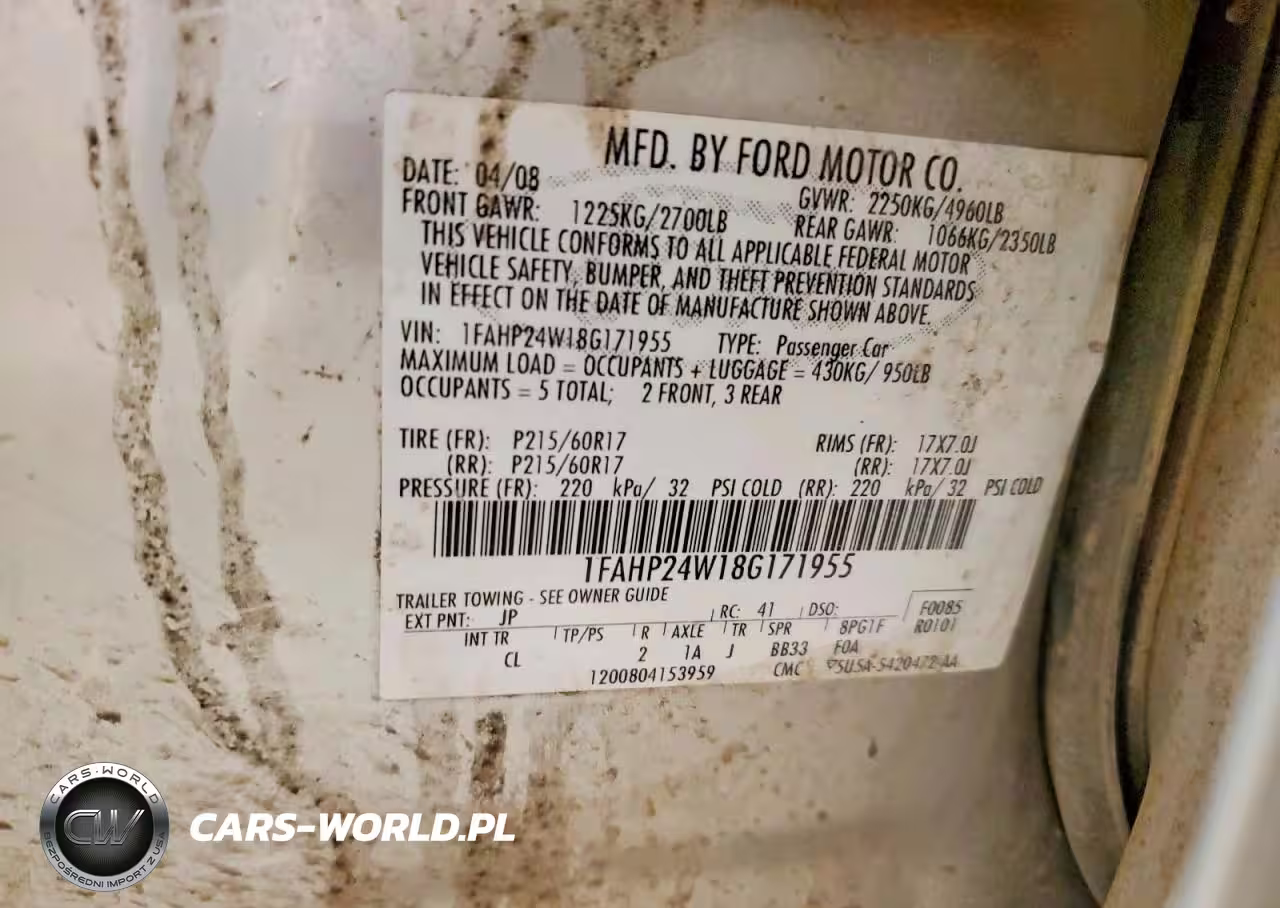 MFD. BY FORD MOTOR CO.
DATE: 04/08 GVWR: 2250KG/4960LB
FRONT GAWR: 1225KG/2700LB REAR GAWR: 1066KG/2350LB
THIS VEHICLE CONFORMS TO ALL APPLICABLE FEDERAL MOTOR
VEHICLE SAFETY, BUMPER, AND THEFT PREVENTION STANDARDS
IN EFFECT ON THE DATE OF MANUFACTURE SHOWN ABOVE.
VIN: 1FAHP24W18G171955 TYPE: Passenger Car
MAXIMUM LOAD = OCCUPANTS + LUGGAGE = 430KG/ 950LB
OCCUPANTS = 5 TOTAL; 2 FRONT, 3 REAR
TIRE (FR): P215/60R17 RIMS (FR): 17X7.0J
(RR): P215/60R17 (RR): 17X7.0J
PRESSURE (FR): 220 kPa/ 32 PSI COLD (RR): 220 kPa/ 32 PSI COLD
1FAHP24W18G171955
TRAILER TOWING - SEE OWNER GUIDE
EXT PNT: JP RC: 41 DSO: F0085
INT TR TP/PS R AXLE TR SPR 8PG1F R0101
CL 2 1A J BB33 FOA
1200804153959 CMC
CARS-WORLD
CW
BEZPOŚREDNI IMPORT Z USA
CARS-WORLD.PL